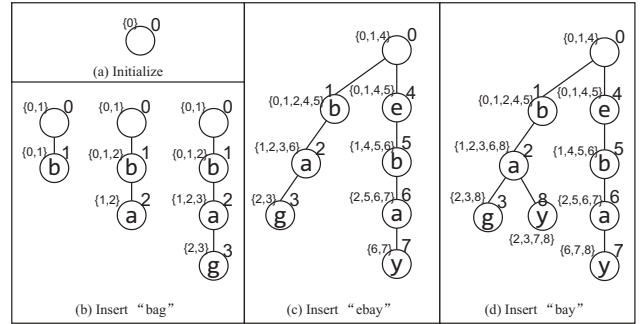 {0} 0
(a) Initialize
{0,1} 0 {0,1} 0 {0,1} 0
{0,1} b 1 {0,1,2} b 1 {0,1,2} b 1
{1,2} a 2 {1,2,3} a 2
{2,3} g 3
(b) Insert “bag”
{0,1,4} 0
{0,1,2,4,5} b 1 {0,1,4,5} e 4
{1,2,3,6} a 2 {1,4,5,6} b 5
{2,3} g 3 {2,5,6,7} a 6
{6,7} y 7
(c) Insert “ebay”
{0,1,4} 0
{0,1,2,4,5} b 1 {0,1,4,5} e 4
{1,2,3,6,8} a 2 {1,4,5,6} b 5
{2,3,8} g 3 y 8 {2,5,6,7} a 6
{2,3,7,8}
{6,7,8} y 7
(d) Insert “bay”